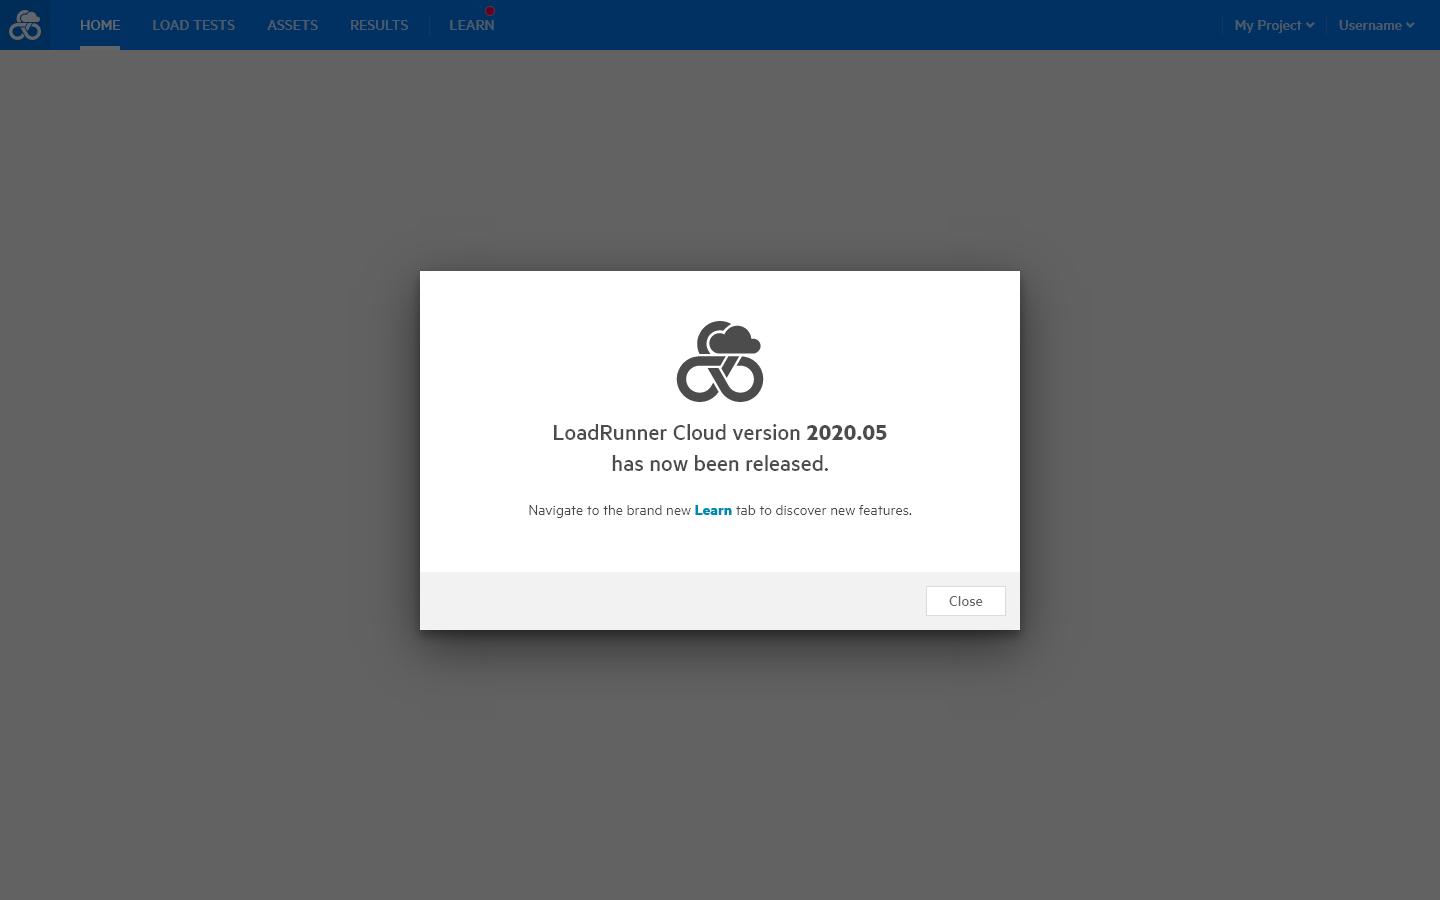 HOME LOAD TESTS ASSETS RESULTS LEARN My Project Username
LoadRunner Cloud version 2020.05
has now been released.
Navigate to the brand new Learn tab to discover new features.
Close